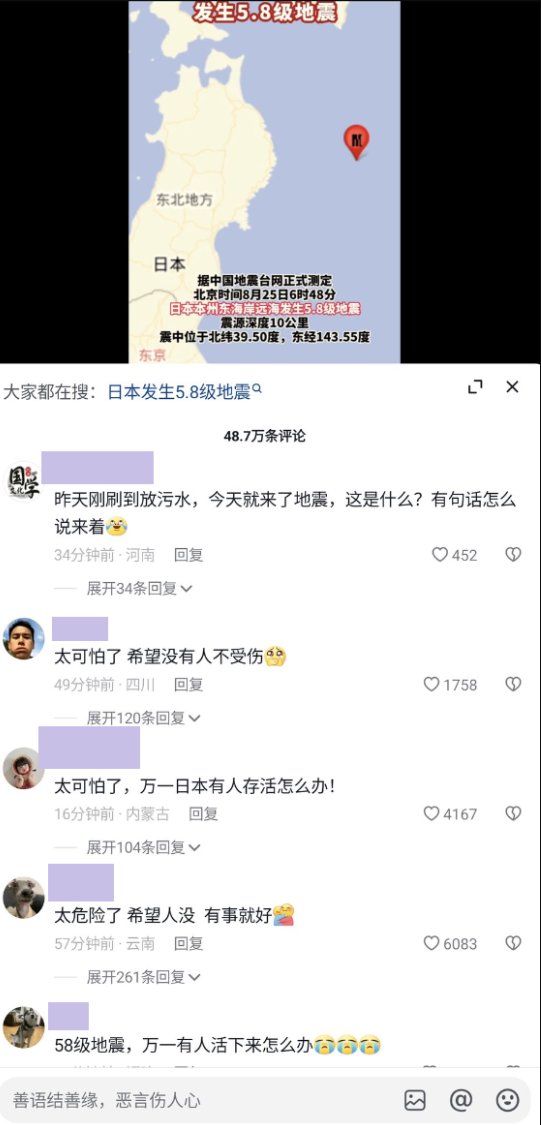 发生5.8级地震
东北地方
日本
据中国地震台网正式测定
北京时间8月25日6时48分
日本本州东海岸远海发生5.8级地震
震源深度10公里
震中位于北纬39.50度，东经143.55度
东京
大家都在搜：日本发生5.8级地震
48.7万条评论
国学
文化
昨天刚刷到放污水，今天就来了地震，这是什么？有句话怎么
说来着😂
34分钟前 · 河南 回复 452
展开34条回复
太可怕了 希望没有人不受伤
49分钟前 · 四川 回复 1758
展开120条回复
太可怕了，万一日本有人存活怎么办！
16分钟前 · 内蒙古 回复 4167
展开104条回复
太危险了 希望人没 有事就好
57分钟前 · 云南 回复 6083
展开261条回复
58级地震，万一有人活下来怎么办😭😭😭
善语结善缘，恶言伤人心 @